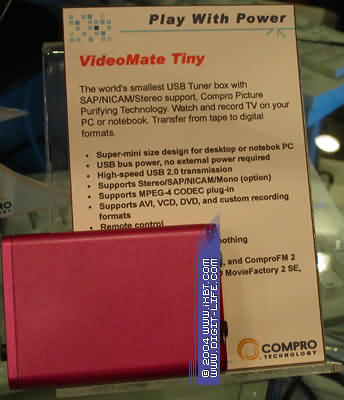 Play With Power
VideoMate Tiny
The world's smallest USB Tuner box with
SAP/NICAM/Stereo support, Compro Picture
Purifying Technology. Watch and record TV on your
PC or notebook. Transfer from tape to digital
formats.
• Super-mini size design for desktop or notebok PC
• USB bus power, no external power required
• High-speed USB 2.0 transmission
• Supports Stereo/SAP/NICAM/Mono (option)
• Supports MPEG-4 CODEC plug-in
• Supports AVI, VCD, DVD, and custom recording
formats
• Remote control
oothing
, and ComproFM 2
MovieFactory 2 SE,
COMPRO
TECHNOLOGY
© 2004 www.ixbt.com
www.digit-life.com